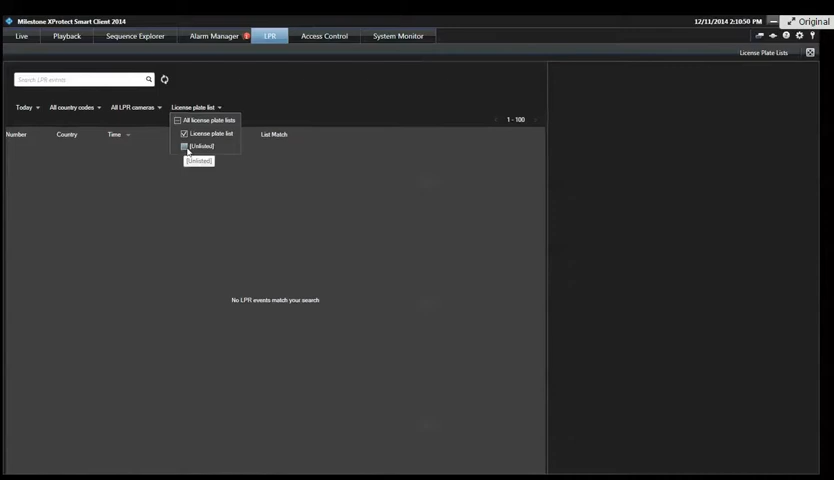 Milestone XProtect Smart Client 2014
12/11/2014 2:10:50 PM
Original
Live Playback Sequence Explorer Alarm Manager LPR Access Control System Monitor
License Plate Lists
Search LPR events
Today All country codes All LPR cameras License plate list
All license plate lists
1 - 100
License plate list
Number Country Time List Match
[Unlisted]
[Unlisted]
No LPR events match your search